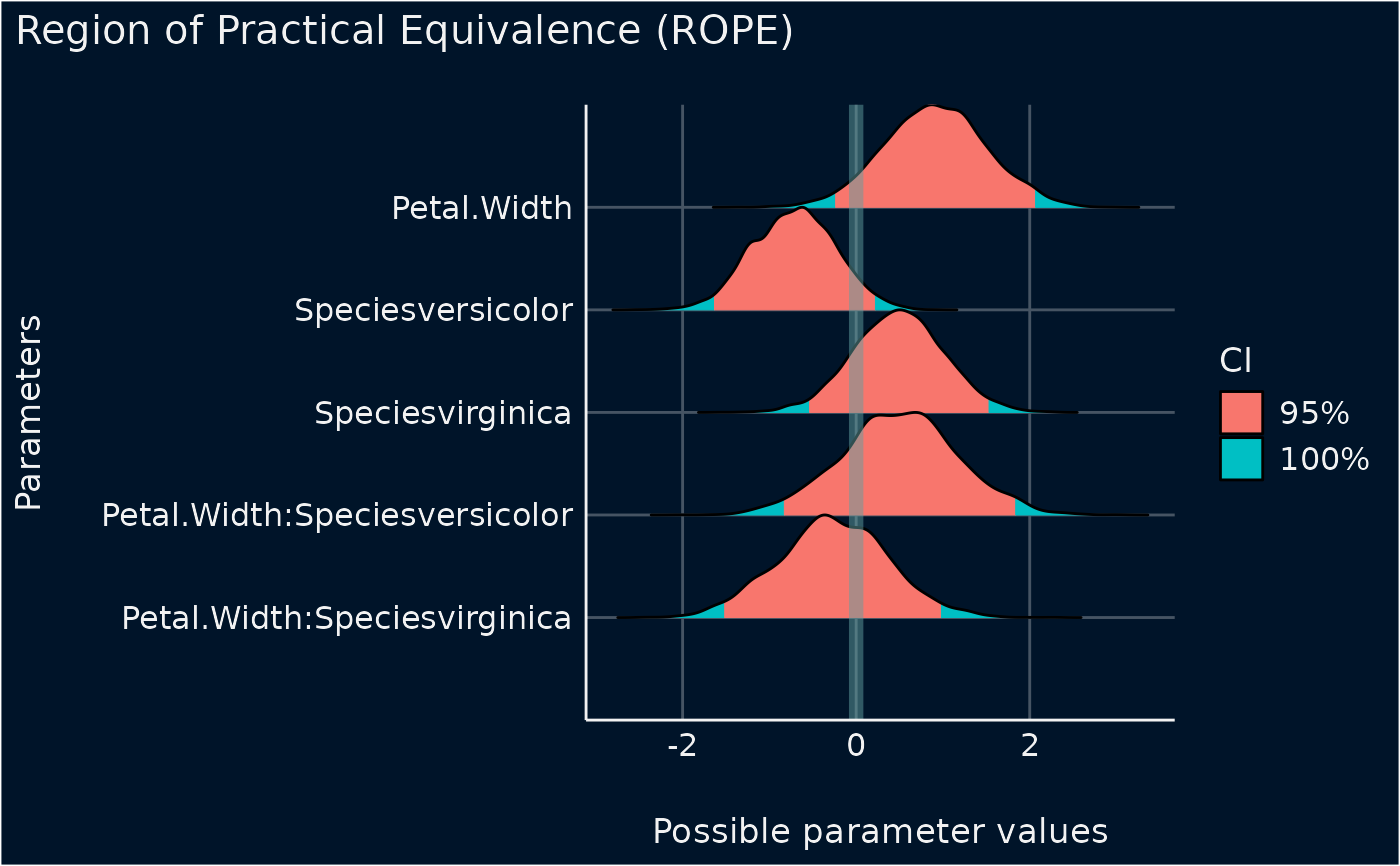 Region of Practical Equivalence (ROPE)
Parameters
Petal.Width
Speciesversicolor
Speciesvirginica
Petal.Width:Speciesversicolor
Petal.Width:Speciesvirginica
-2 0 2
Possible parameter values
CI
95%
100%